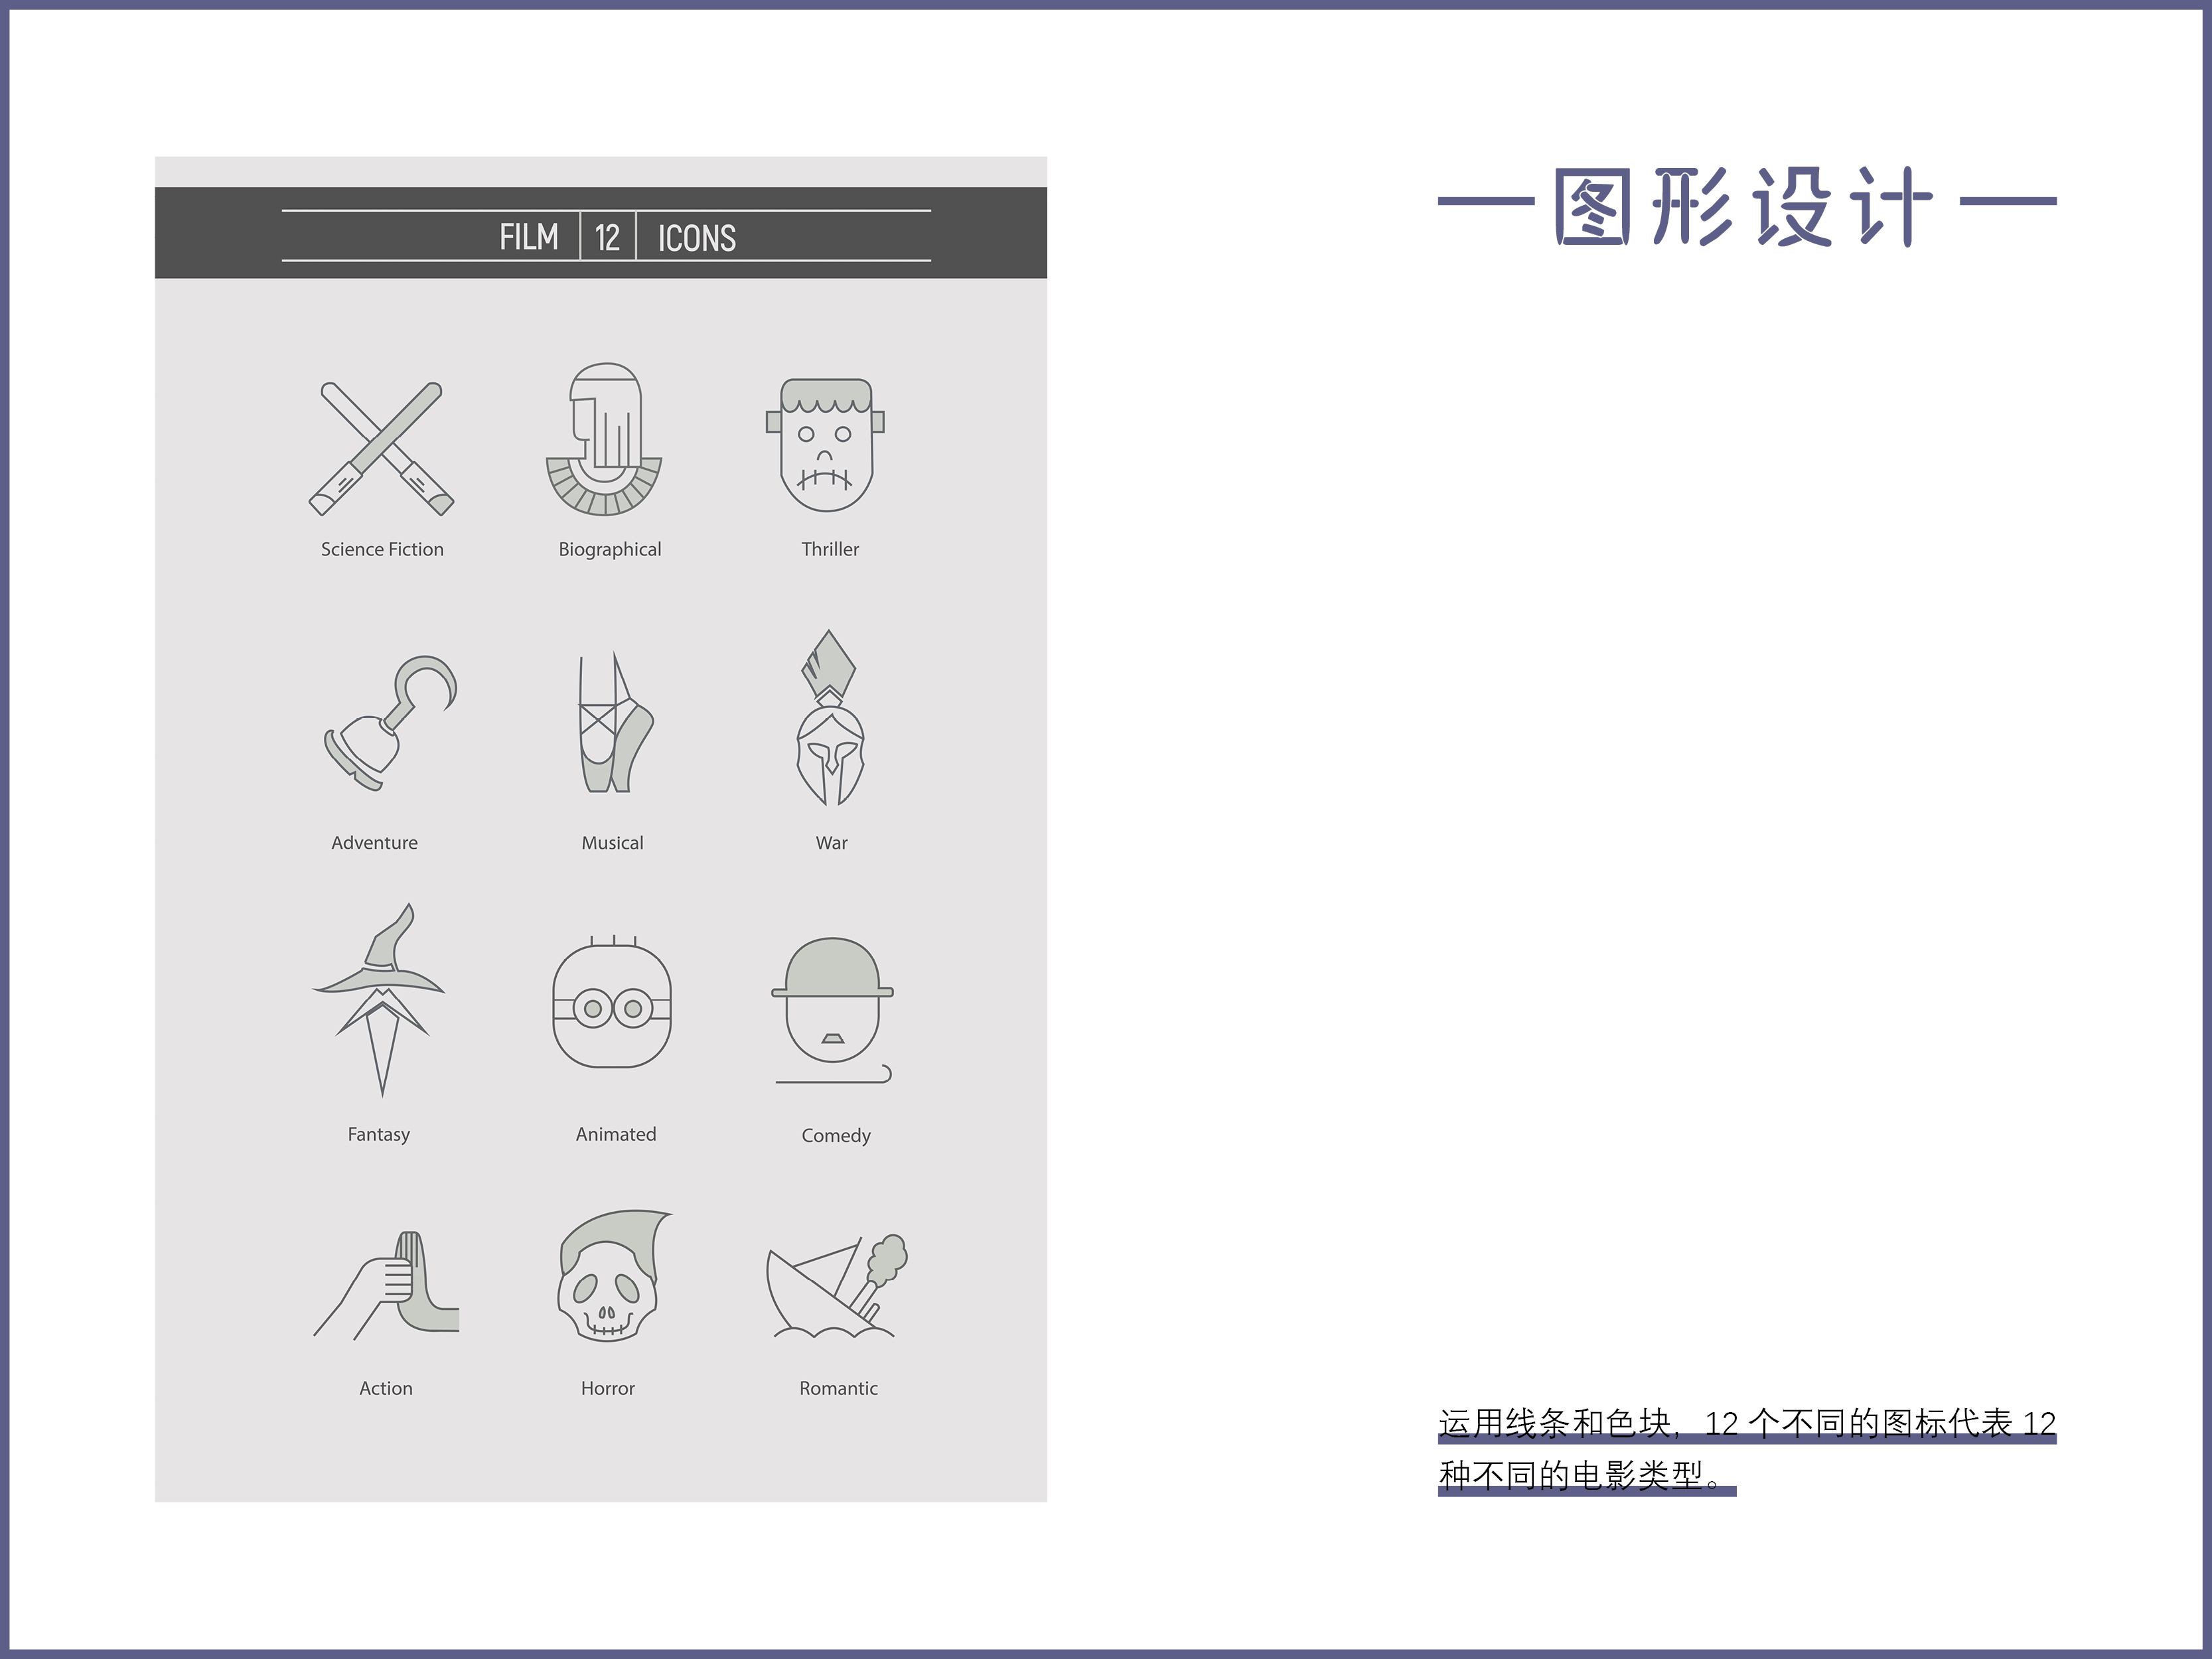 FILM 12 ICONS
Science Fiction
Biographical
Thriller
Adventure
Musical
War
Fantasy
Animated
Comedy
Action
Horror
Romantic
图形设计
运用线条和色块，12 个不同的图标代表 12
种不同的电影类型。